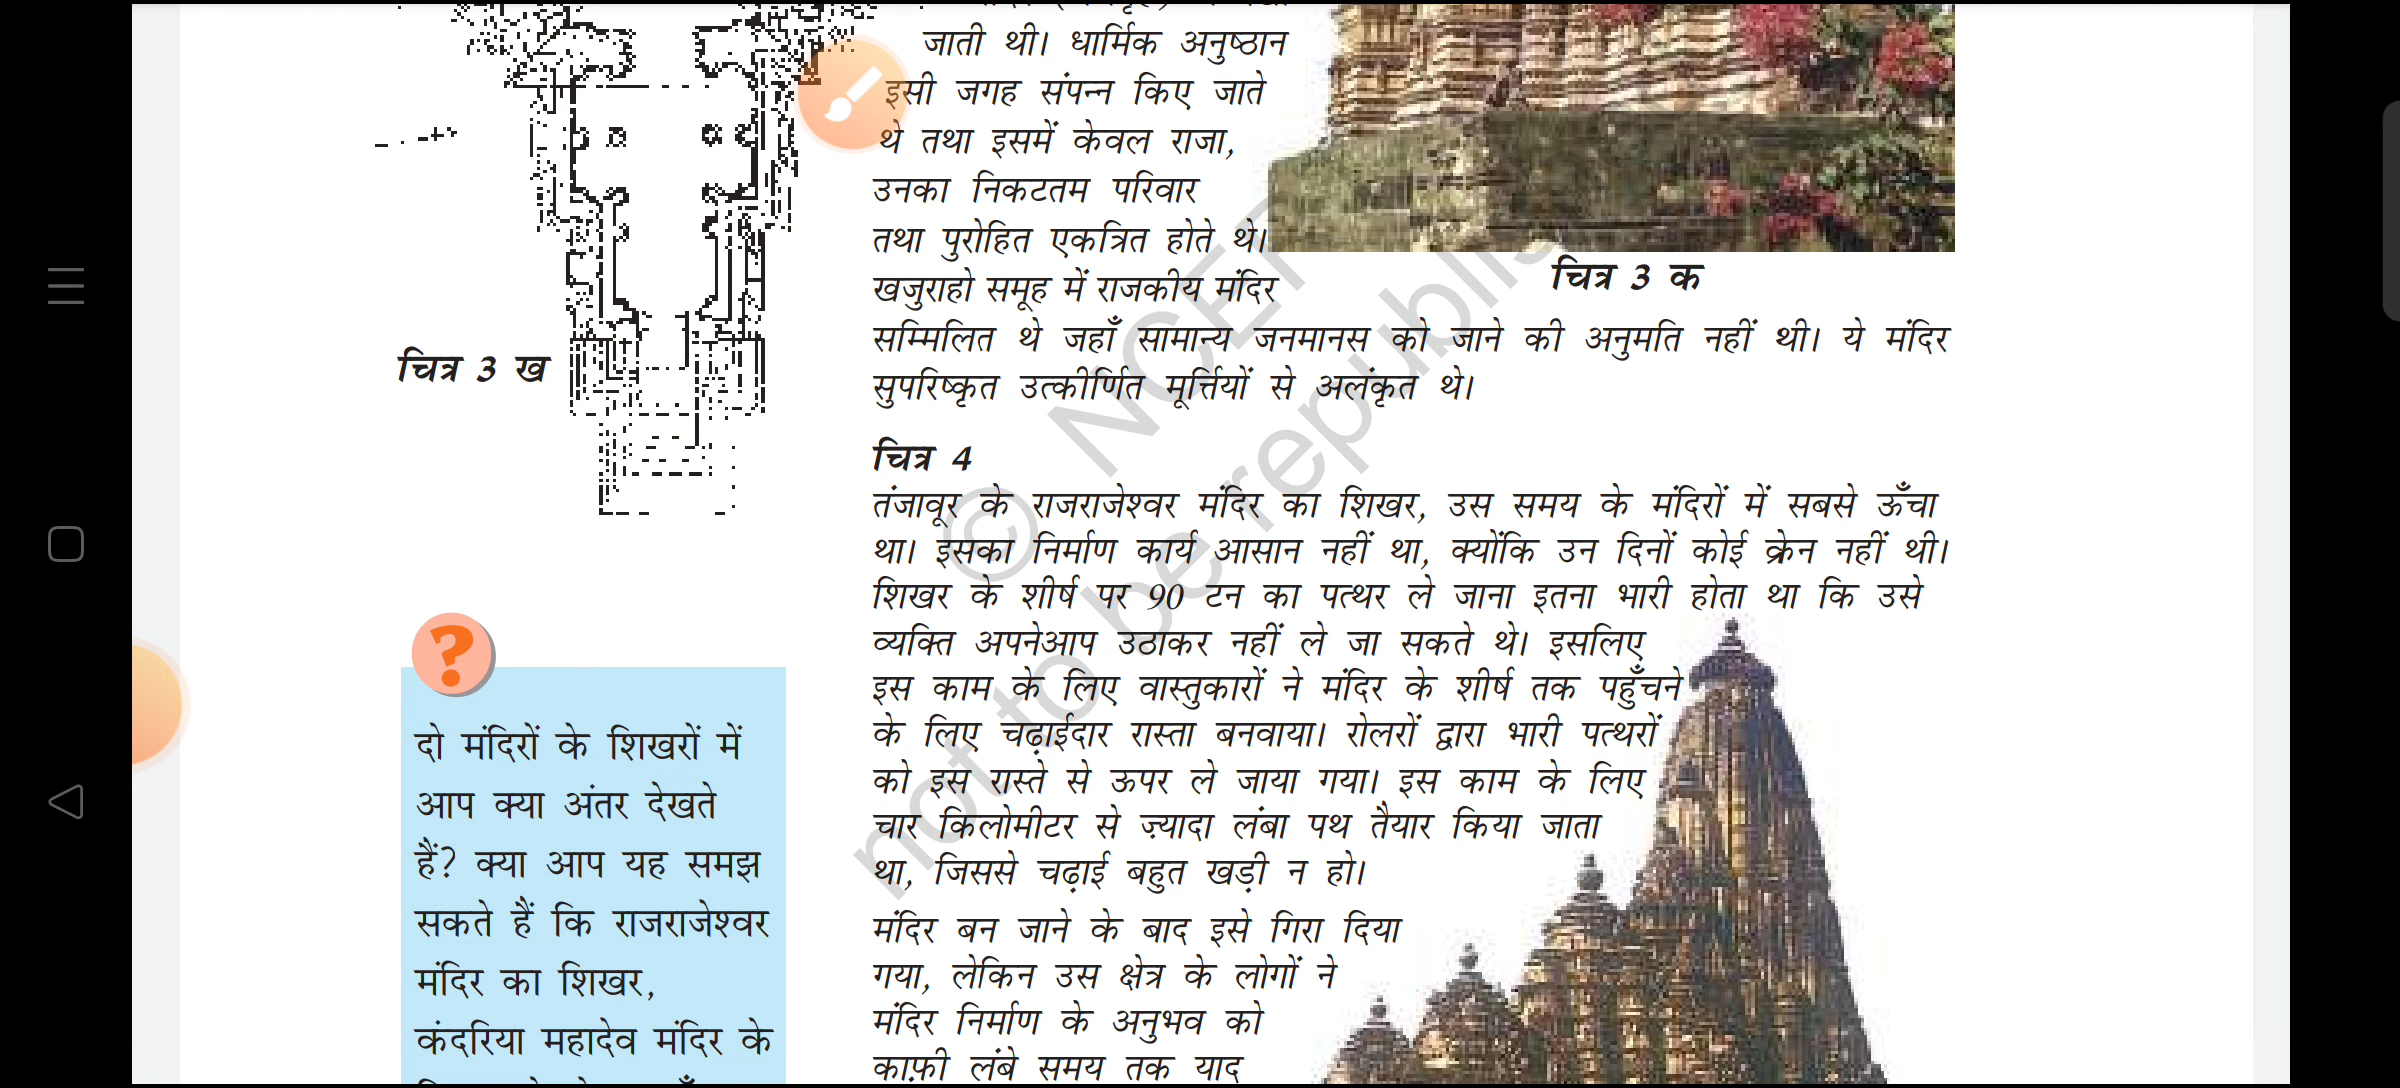 जाती थी। धार्मिक अनुष्ठान
इसी जगह संपन्न किए जाते
थे तथा इसमें केवल राजा,
उनका निकटतम परिवार
तथा पुरोहित एकत्रित होते थे।
खजुराहो समूह में राजकीय मंदिर
सम्मिलित थे जहाँ सामान्य जनमानस को जाने की अनुमति नहीं थी। ये मंदिर
सुपरिष्कृत उत्कीर्णित मूर्त्तियों से अलंकृत थे।
चित्र 3 क
चित्र 3 ख
चित्र 4
तंजावूर के राजराजेश्वर मंदिर का शिखर, उस समय के मंदिरों में सबसे ऊँचा
था। इसका निर्माण कार्य आसान नहीं था, क्योंकि उन दिनों कोई क्रेन नहीं थी।
शिखर के शीर्ष पर 90 टन का पत्थर ले जाना इतना भारी होता था कि उसे
व्यक्ति अपनेआप उठाकर नहीं ले जा सकते थे। इसलिए
इस काम के लिए वास्तुकारों ने मंदिर के शीर्ष तक पहुँचने
के लिए चढ़ाईदार रास्ता बनवाया। रोलरों द्वारा भारी पत्थरों
को इस रास्ते से ऊपर ले जाया गया। इस काम के लिए
चार किलोमीटर से ज़्यादा लंबा पथ तैयार किया जाता
था, जिससे चढ़ाई बहुत खड़ी न हो।
मंदिर बन जाने के बाद इसे गिरा दिया
गया, लेकिन उस क्षेत्र के लोगों ने
मंदिर निर्माण के अनुभव को
काफ़ी लंबे समय तक याद
?
दो मंदिरों के शिखरों में
आप क्या अंतर देखते
हैं? क्या आप यह समझ
सकते हैं कि राजराजेश्वर
मंदिर का शिखर,
कंदरिया महादेव मंदिर के
© NCE
not to be republis